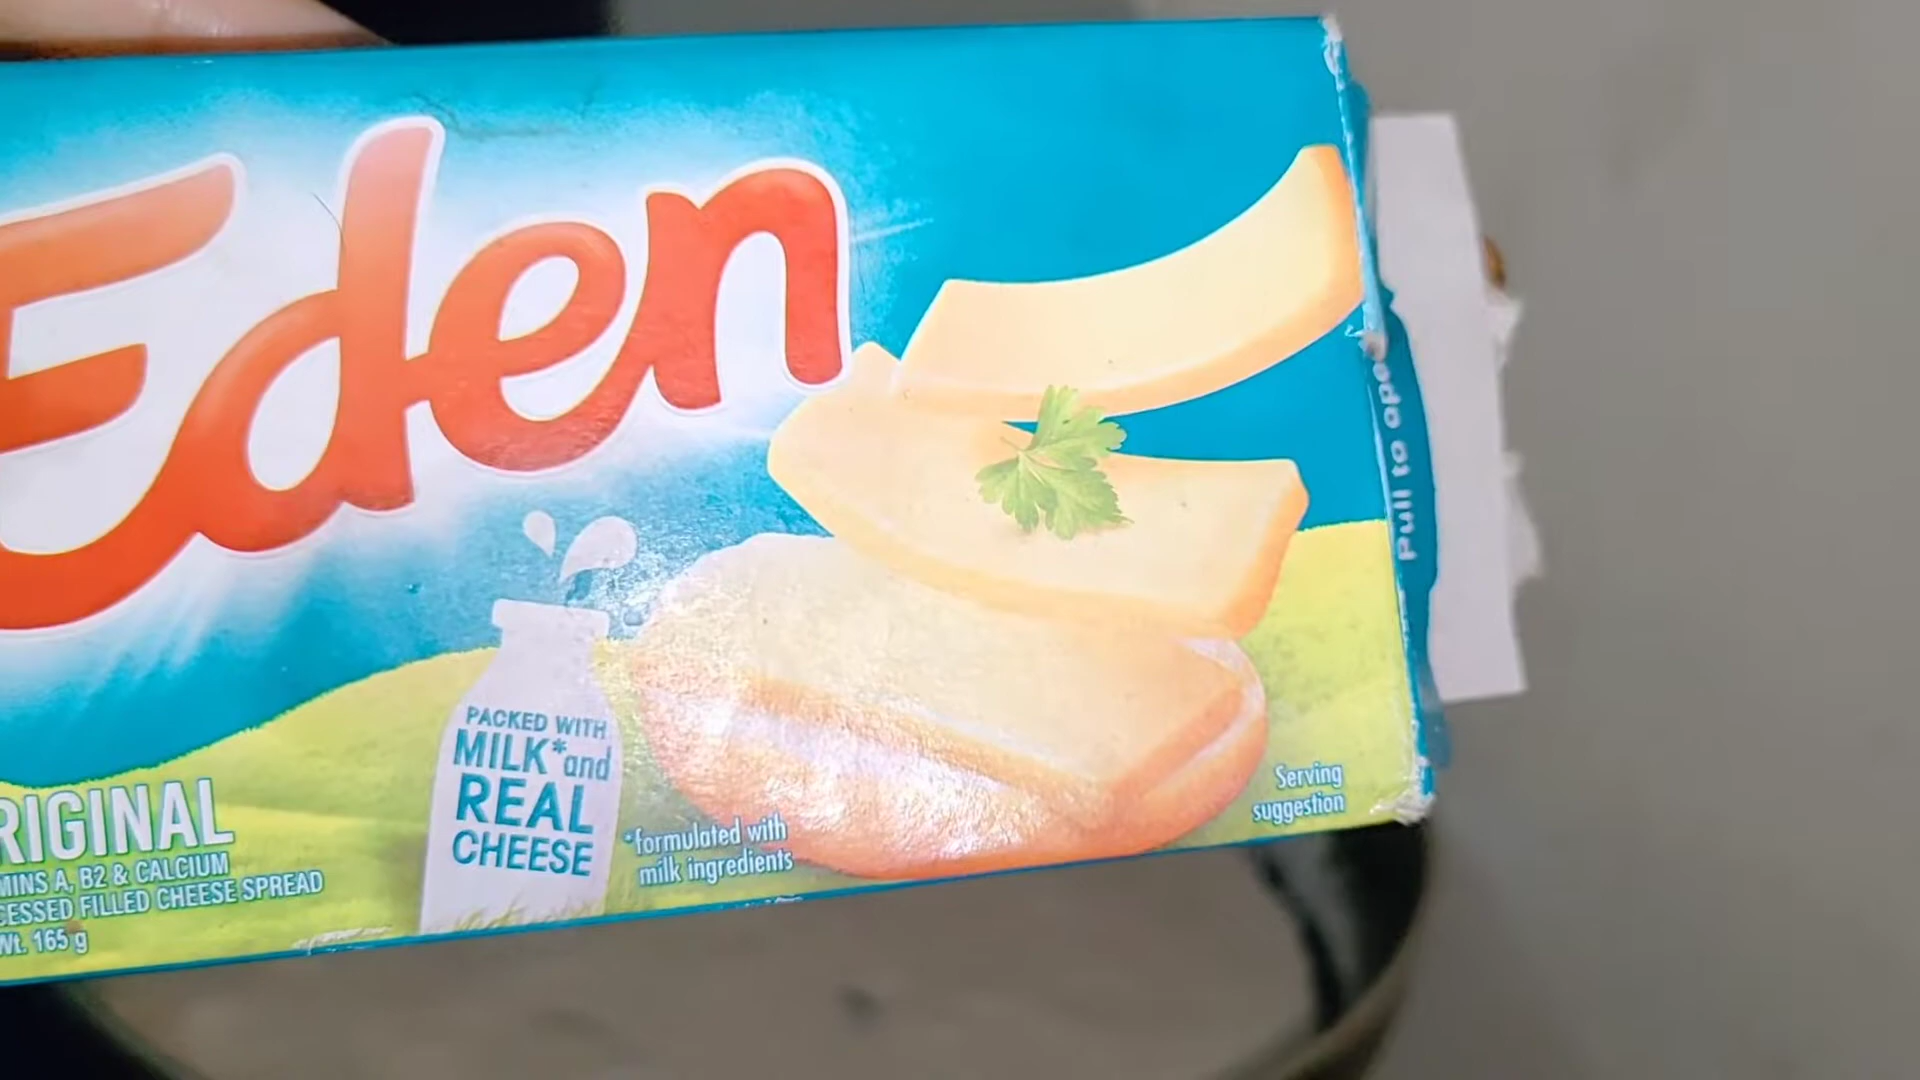 Eden
PACKED WITH
MILK* and
REAL
CHEESE
*formulated with
milk ingredients
Serving
suggestion
RIGINAL
MINS A, B2 & CALCIUM
CESSED FILLED CHEESE SPREAD
Wt. 165 g
Pull to ope